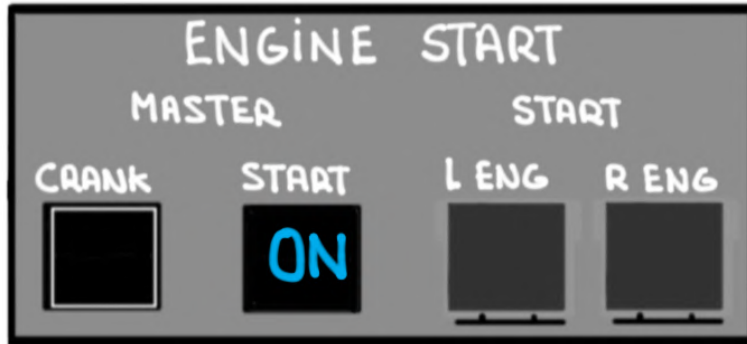 ENGINE START
MASTER START
CRANK START L ENG R ENG
ON